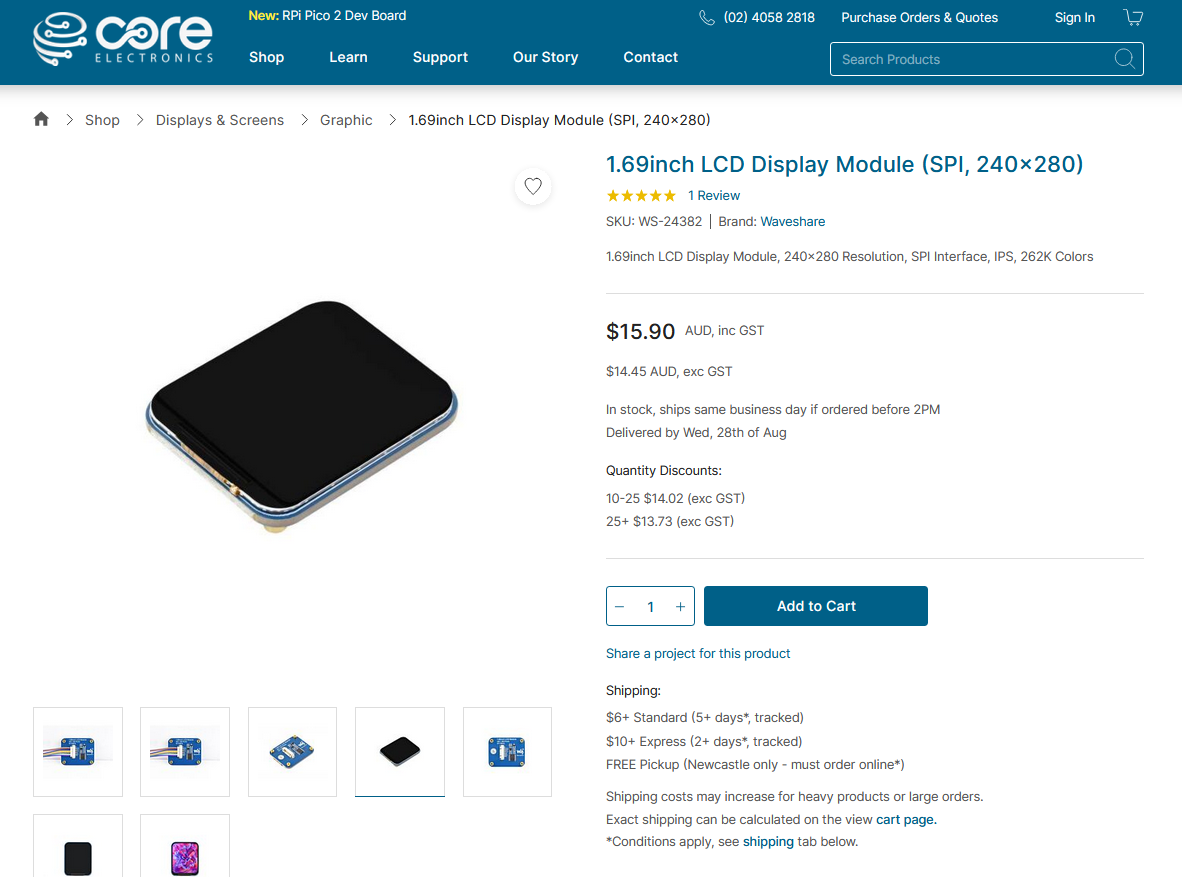 core
ELECTRONICS
New: RPi Pico 2 Dev Board
(02) 4058 2818
Purchase Orders & Quotes
Sign In
Shop
Learn
Support
Our Story
Contact
Search Products
Shop
Displays & Screens
Graphic
1.69inch LCD Display Module (SPI, 240×280)
1.69inch LCD Display Module (SPI, 240×280)
1 Review
SKU: WS-24382 | Brand: Waveshare
1.69inch LCD Display Module, 240×280 Resolution, SPI Interface, IPS, 262K Colors
$15.90 AUD, inc GST
$14.45 AUD, exc GST
In stock, ships same business day if ordered before 2PM
Delivered by Wed, 28th of Aug
Quantity Discounts:
10-25 $14.02 (exc GST)
25+ $13.73 (exc GST)
− 1 +
Add to Cart
Share a project for this product
Shipping:
$6+ Standard (5+ days*, tracked)
$10+ Express (2+ days*, tracked)
FREE Pickup (Newcastle only - must order online*)
Shipping costs may increase for heavy products or large orders.
Exact shipping can be calculated on the view cart page.
*Conditions apply, see shipping tab below.